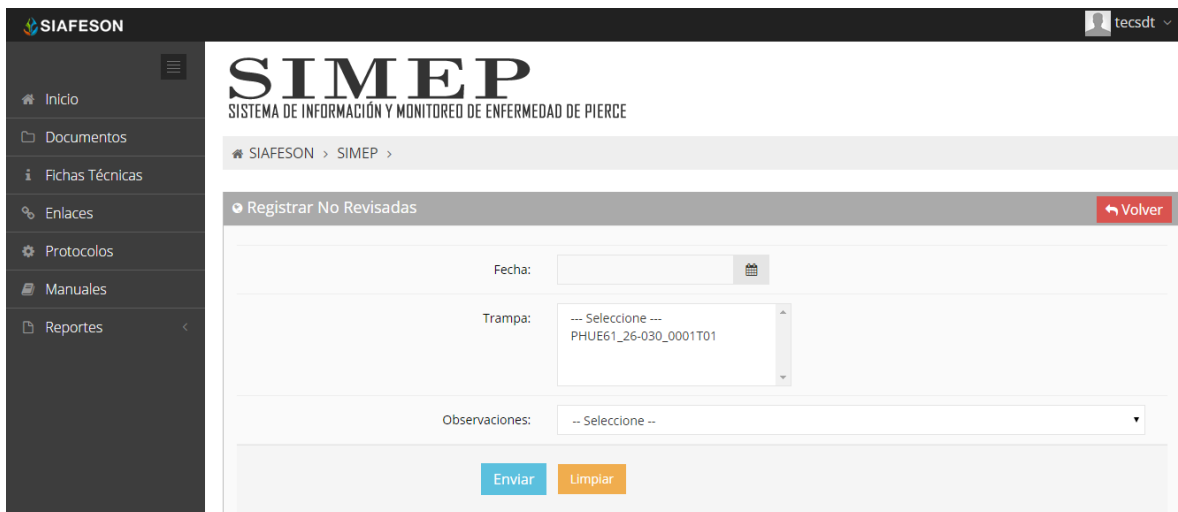 SIAFESON
tecsdt
Inicio
Documentos
Fichas Técnicas
Enlaces
Protocolos
Manuales
Reportes
SIMEP
SISTEMA DE INFORMACIÓN Y MONITOREO DE ENFERMEDAD DE PIERCE
SIAFESON > SIMEP >
Registrar No Revisadas
Volver
Fecha:
Trampa:
--- Seleccione ---
PHUE61_26-030_0001T01
Observaciones:
-- Seleccione --
Enviar
Limpiar